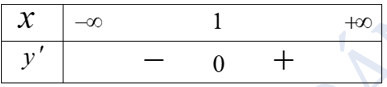 x −∞ 1 +∞
y′ − 0 +